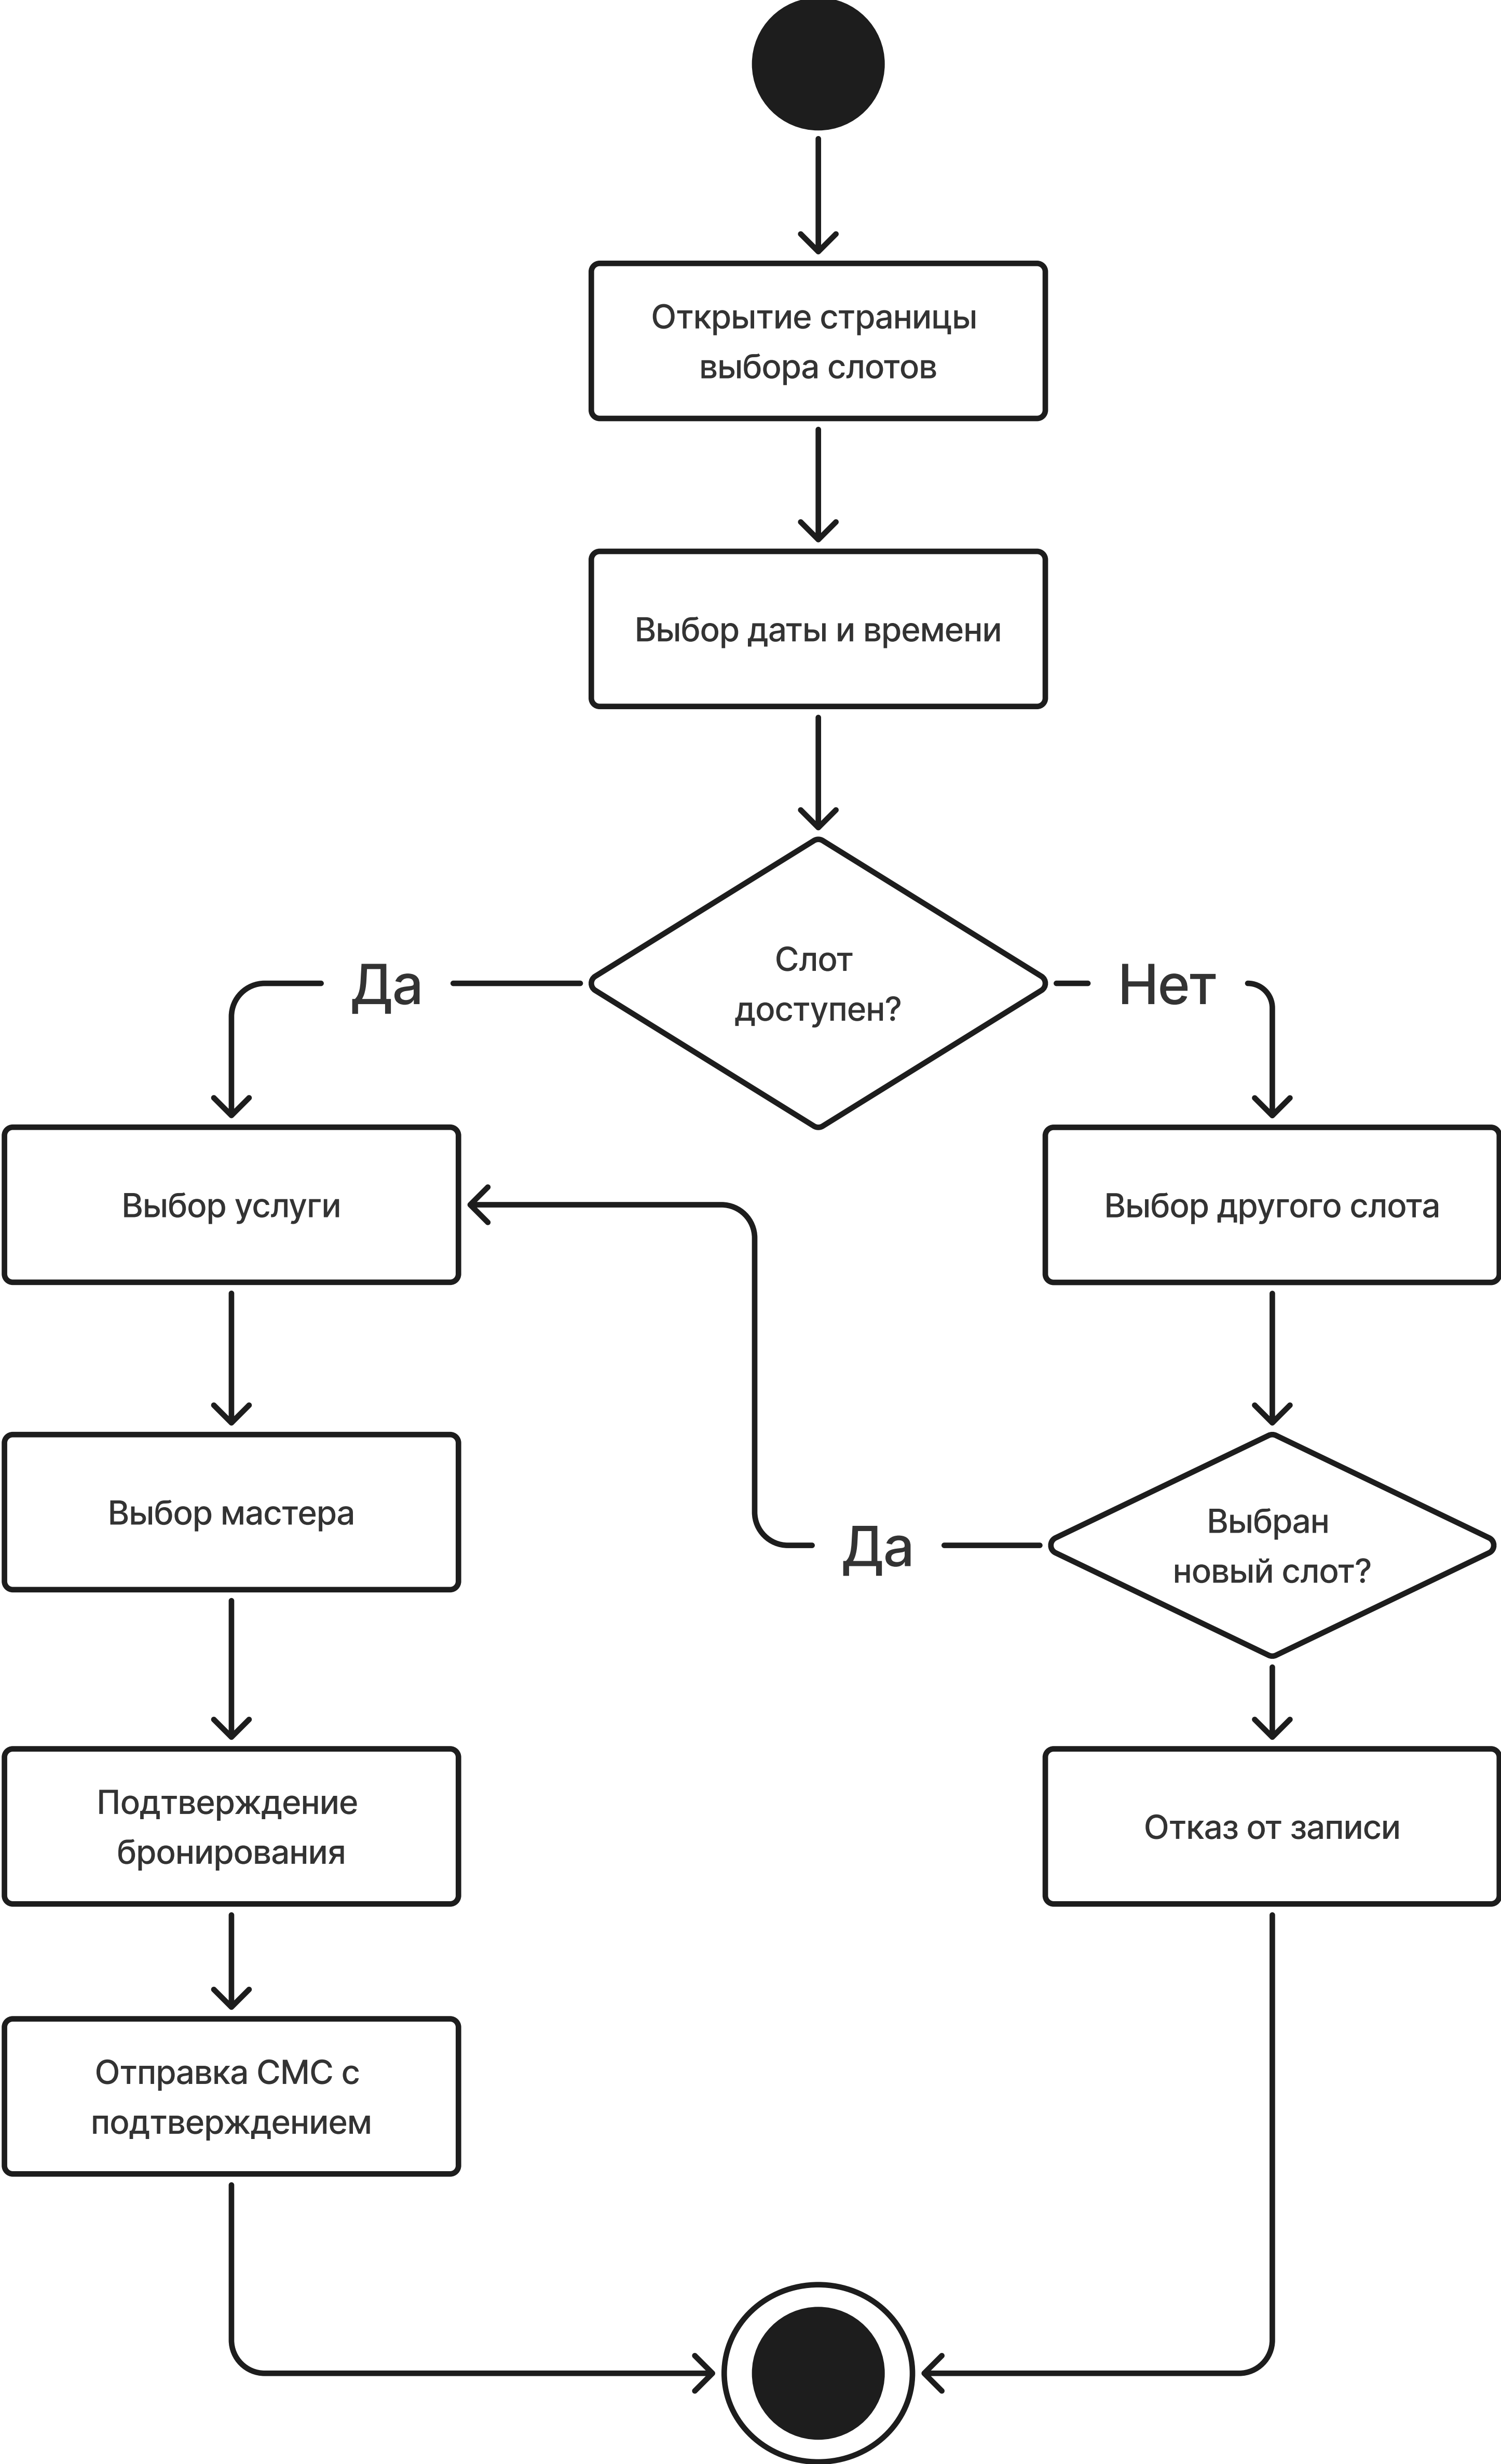 Открытие страницы
выбора слотов
Выбор даты и времени
Слот
доступен?
Да
Нет
Выбор услуги
Выбор другого слота
Выбор мастера
Да
Выбран
новый слот?
Подтверждение
бронирования
Отказ от записи
Отправка СМС с
подтверждением